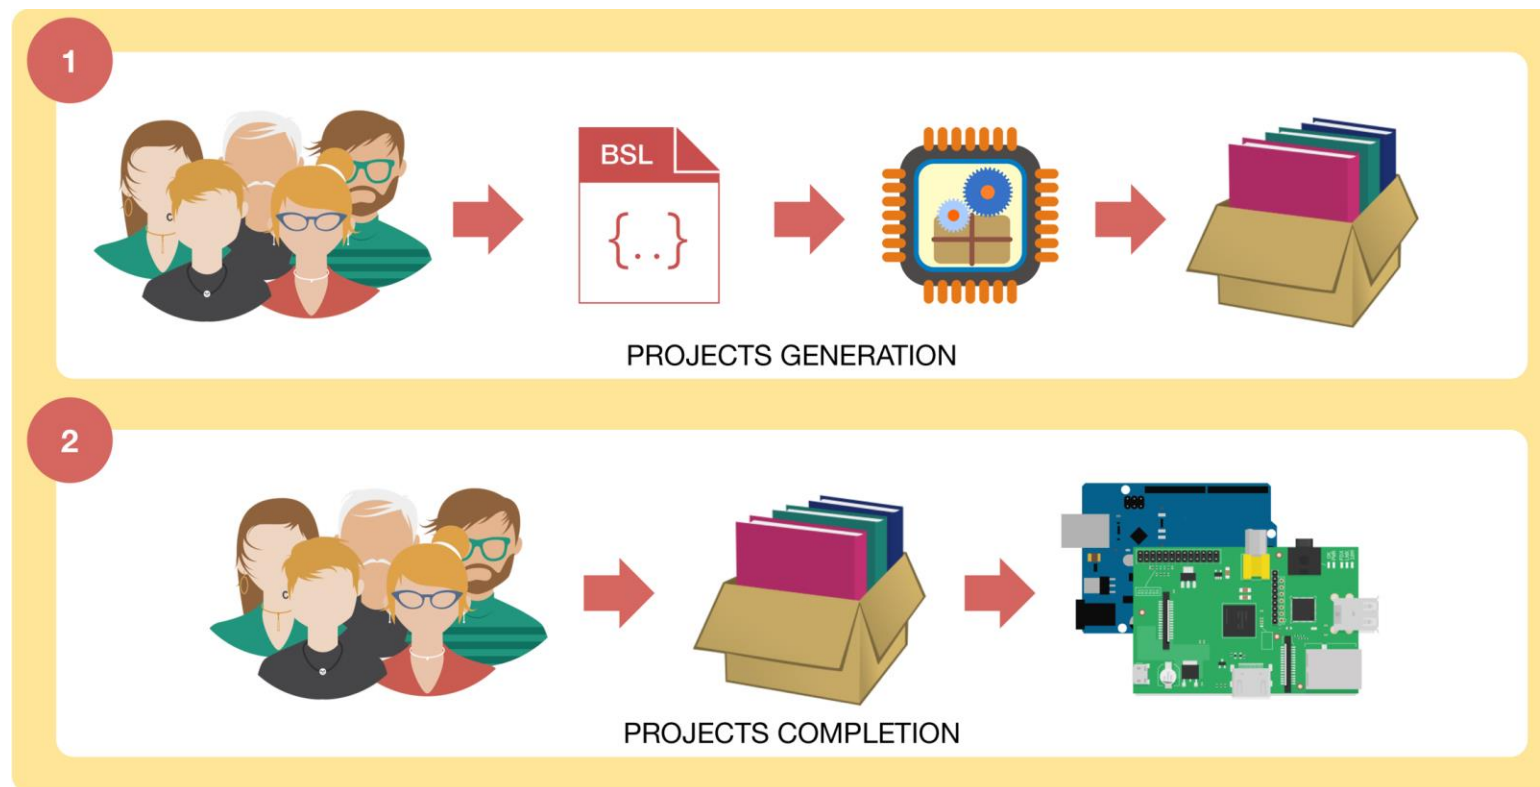 1
BSL
{..}
PROJECTS GENERATION
2
PROJECTS COMPLETION